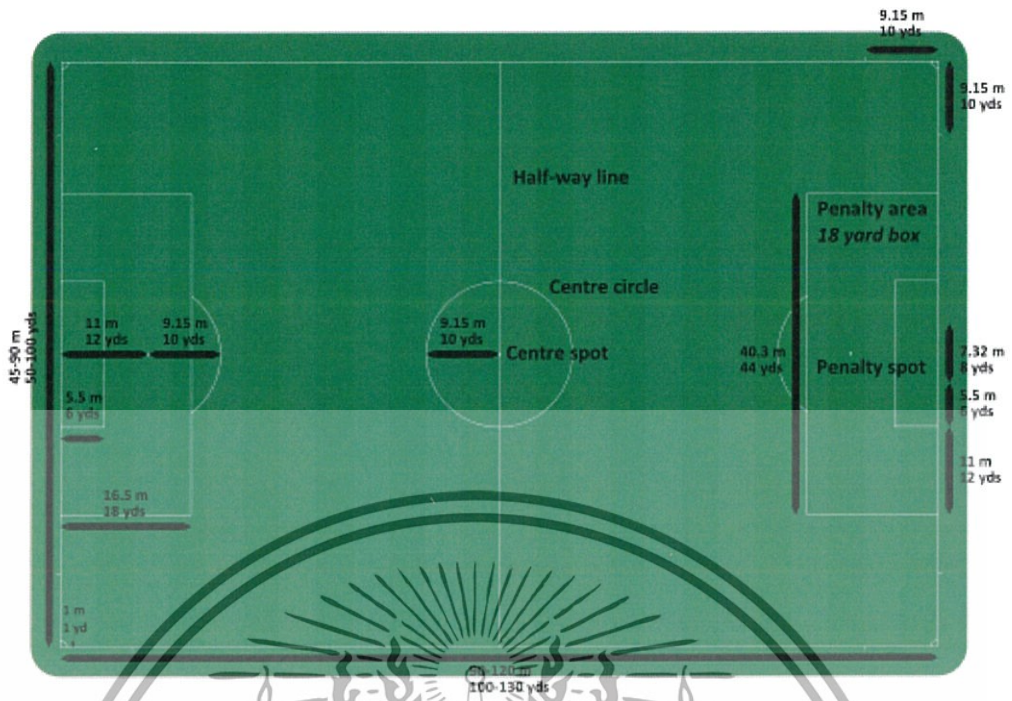 9.15 m
10 yds
9.15 m
10 yds
Half-way line
Penalty area
18 yard box
Centre circle
11 m
12 yds
9.15 m
10 yds
9.15 m
10 yds
Centre spot
45-90 m
50-100 yds
40.3 m
44 yds
Penalty spot
7.32 m
8 yds
5.5 m
6 yds
5.5 m
6 yds
11 m
12 yds
16.5 m
18 yds
1 m
1 yd
100-130 yds